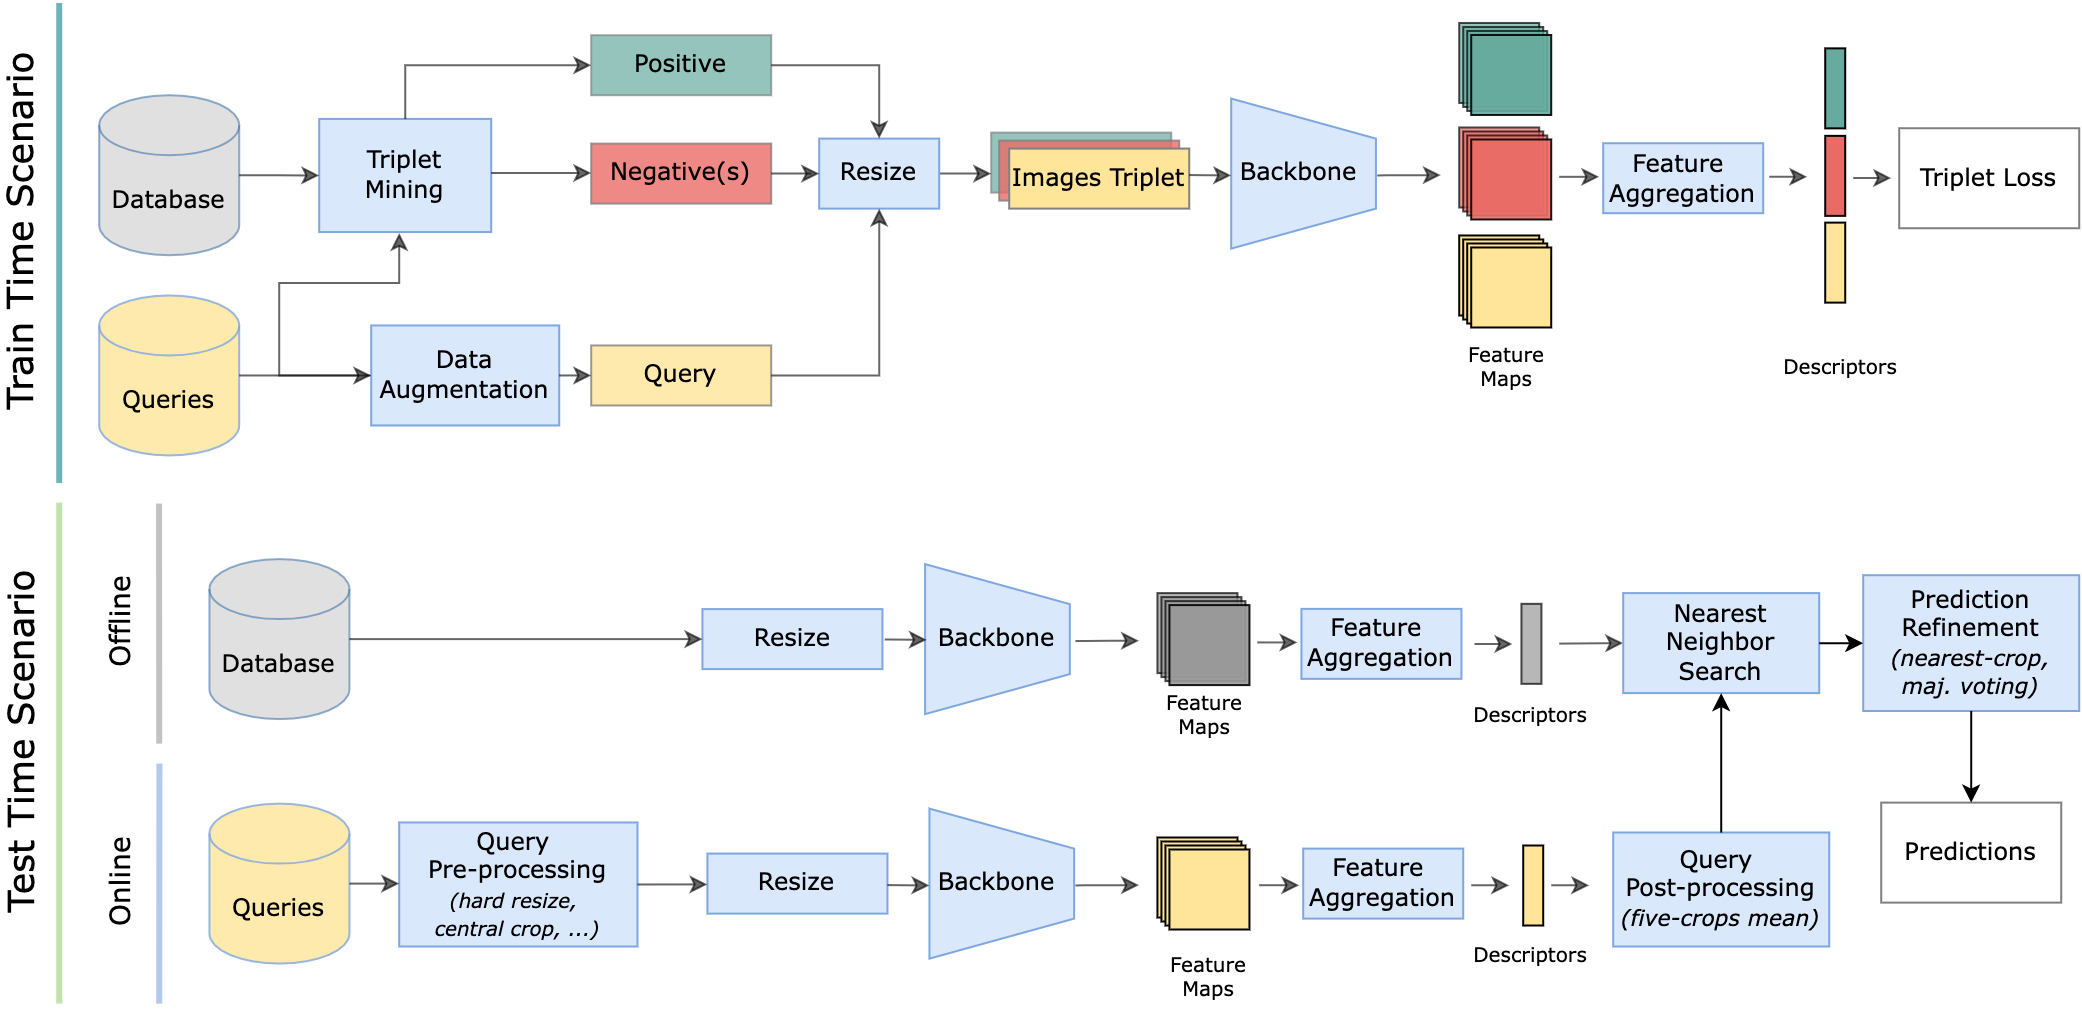 Train Time Scenario
Database
Queries
Triplet
Mining
Data
Augmentation
Positive
Negative(s)
Query
Resize
Images Triplet
Backbone
Feature
Maps
Feature
Aggregation
Descriptors
Triplet Loss
Test Time Scenario
Offline
Database
Resize
Backbone
Feature
Maps
Feature
Aggregation
Descriptors
Nearest
Neighbor
Search
Prediction
Refinement
(nearest-crop,
maj. voting)
Online
Queries
Query
Pre-processing
(hard resize,
central crop, ...)
Resize
Backbone
Feature
Maps
Feature
Aggregation
Descriptors
Query
Post-processing
(five-crops mean)
Predictions